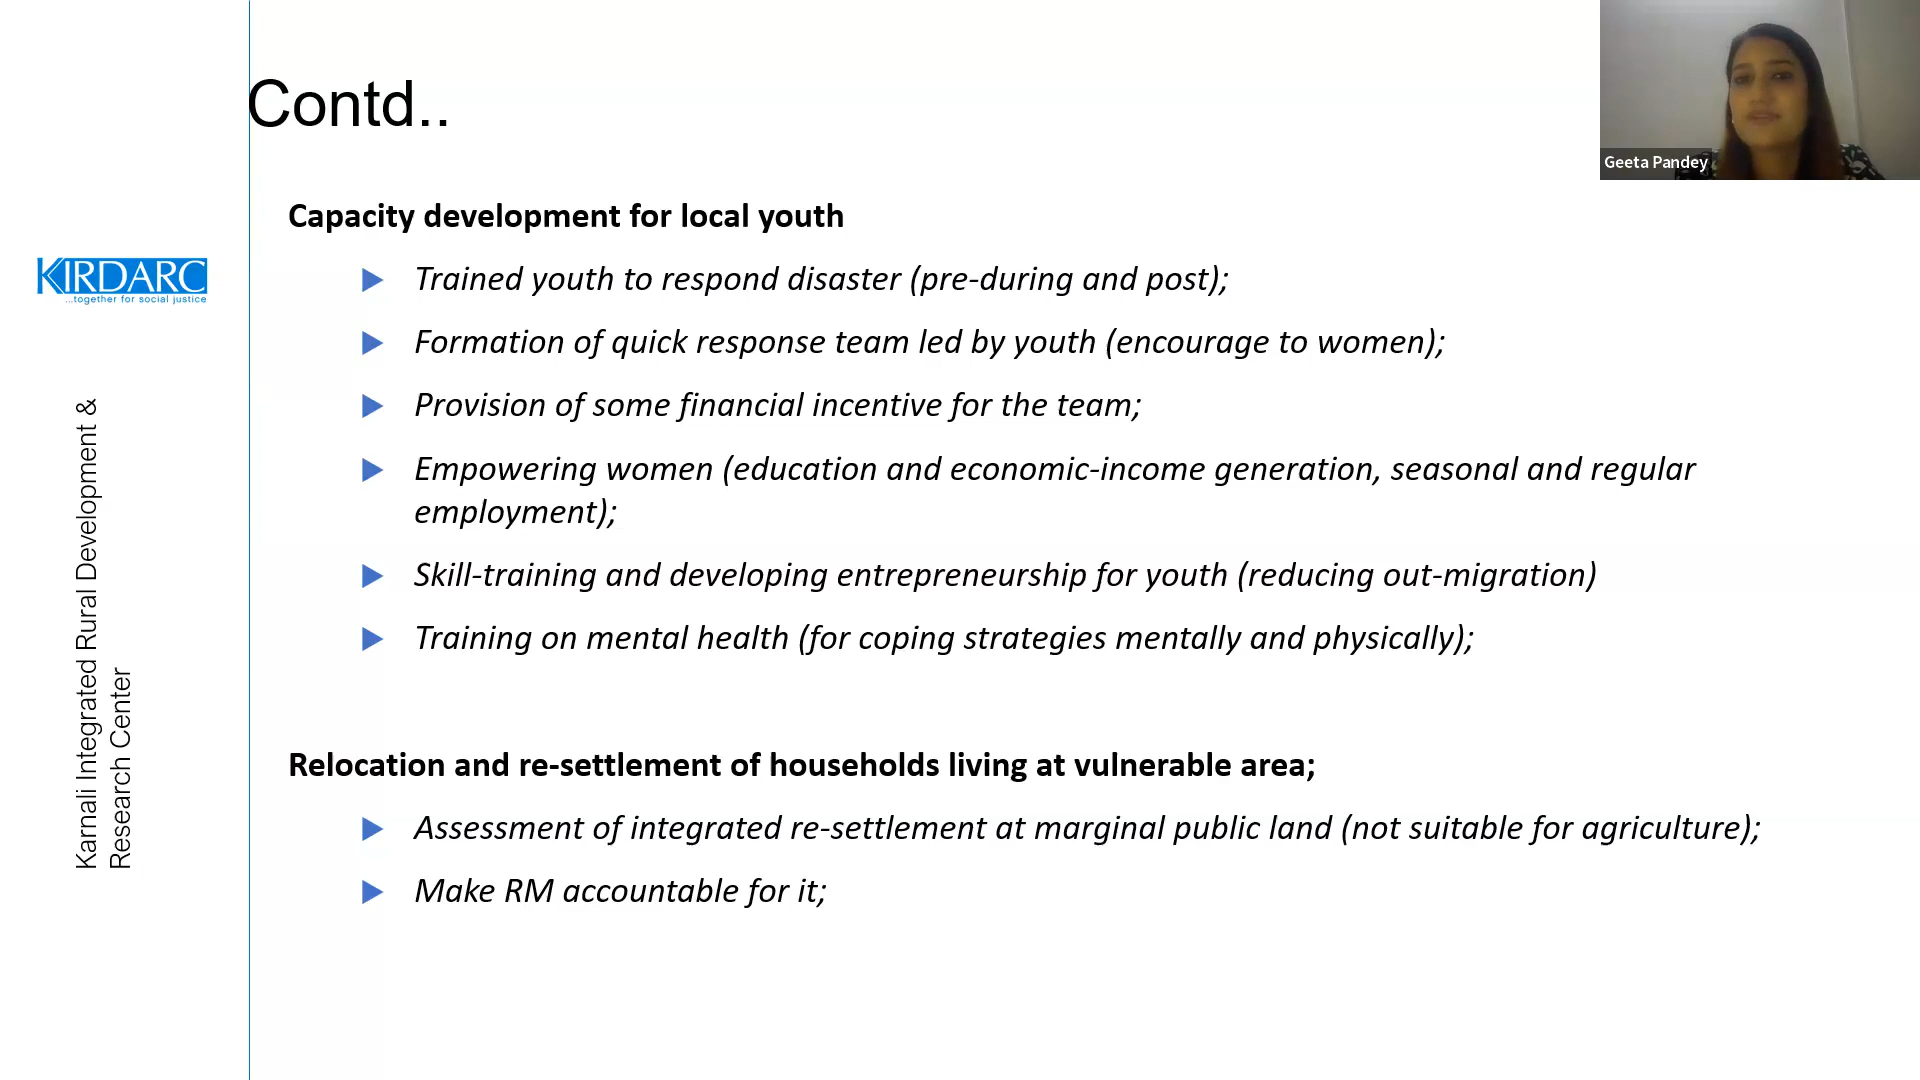 Contd..
Geeta Pandey
Capacity development for local youth
Trained youth to respond disaster (pre-during and post);
Formation of quick response team led by youth (encourage to women);
Provision of some financial incentive for the team;
Empowering women (education and economic-income generation, seasonal and regular
employment);
Skill-training and developing entrepreneurship for youth (reducing out-migration)
Training on mental health (for coping strategies mentally and physically);
Relocation and re-settlement of households living at vulnerable area;
Assessment of integrated re-settlement at marginal public land (not suitable for agriculture);
Make RM accountable for it;
KIRDARC
...together for social justice
Karnali Integrated Rural Development &
Research Center